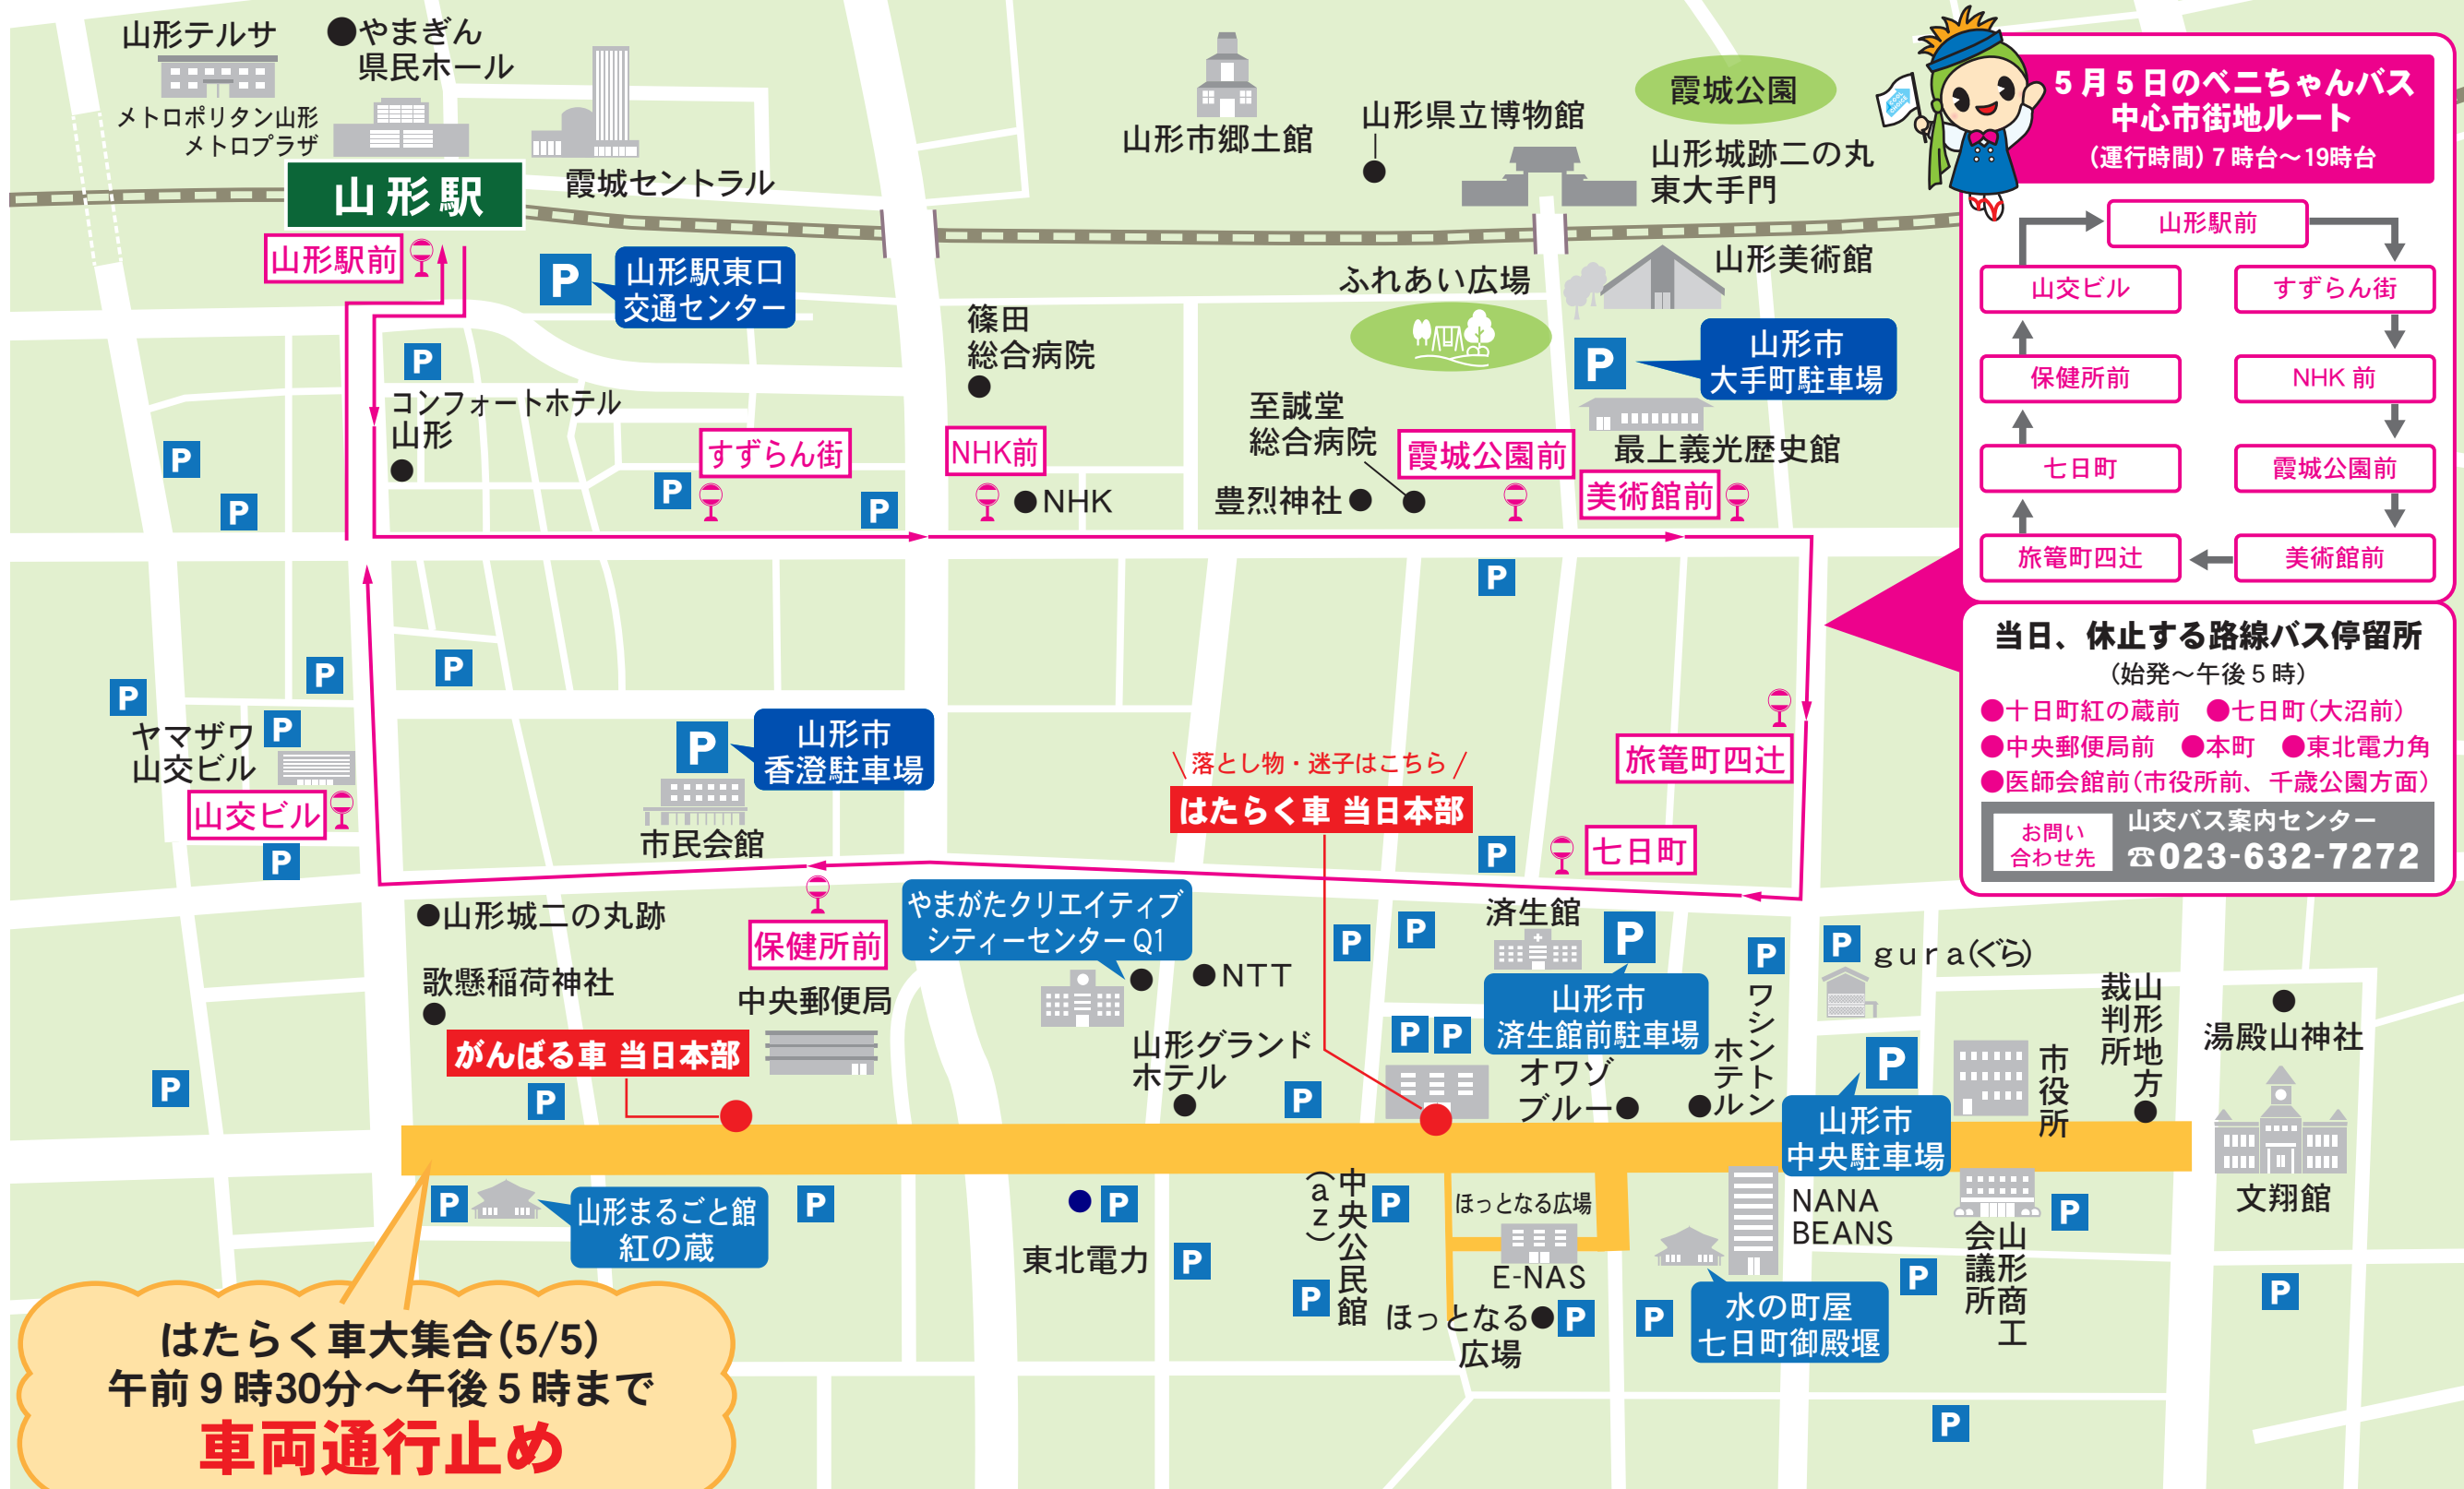 山形テルサ
メトロポリタン山形
メトロプラザ
●やまぎん
県民ホール
霞城セントラル
山形駅
山形駅前
P
山形駅東口
交通センター
P
コンフォートホテル
山形
P
P
すずらん街
P
P
篠田
総合病院
NHK前
●NHK
山形市郷土館
山形県立博物館
霞城公園
山形城跡二の丸
東大手門
山形美術館
ふれあい広場
P
山形市
大手町駐車場
最上義光歴史館
至誠堂
総合病院
豊烈神社
霞城公園前
美術館前
P
5月5日のベニちゃんバス
中心市街地ルート
(運行時間)7時台～19時台
山形駅前
すずらん街
NHK 前
霞城公園前
美術館前
旅篭町四辻
七日町
保健所前
山交ビル
当日、休止する路線バス停留所
(始発～午後5時)
●十日町紅の蔵前 ●七日町(大沼前)
●中央郵便局前 ●本町 ●東北電力角
●医師会館前(市役所前、千歳公園方面)
お問い
合わせ先
山交バス案内センター
☎023-632-7272
P
P
P
P
ヤマザワ
山交ビル
山交ビル
P
P
山形市
香澄駐車場
市民会館
落とし物・迷子はこちら
はたらく車 当日本部
旅篭町四辻
七日町
P
●山形城二の丸跡
歌懸稲荷神社
保健所前
中央郵便局
やまがたクリエイティブ
シティーセンターQ1
●NTT
山形グランド
ホテル
がんばる車 当日本部
P
P
P
P
P
P
P
済生館
P
山形市
済生館前駐車場
オワゾ
ブルー●
P
ワシントン
ホテル
P
gura(ぐら)
P
山形市
中央駐車場
市役所
山形地方
裁判所
湯殿山神社
文翔館
P
山形まるごと館
紅の蔵
P
P
東北電力
P
中央公民館
(az)
P
P
ほっとなる広場
E-NAS
ほっとなる
広場
P
P
NANA
BEANS
水の町屋
七日町御殿堰
山形商工
会議所
P
P
P
P
はたらく車大集合(5/5)
午前9時30分～午後5時まで
車両通行止め